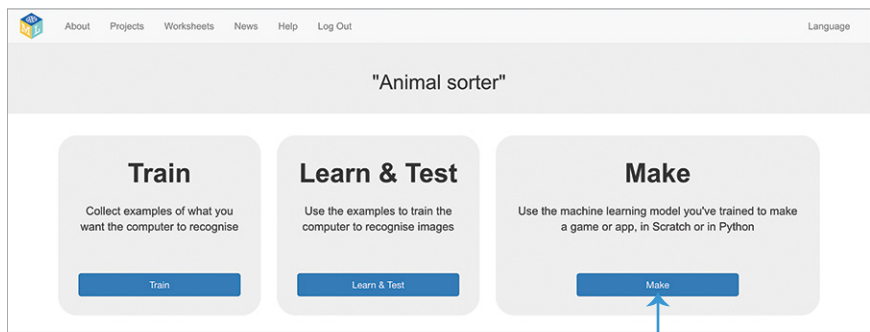 About Projects Worksheets News Help Log Out Language
"Animal sorter"
Train
Collect examples of what you
want the computer to recognise
Train
Learn & Test
Use the examples to train the
computer to recognise images
Learn & Test
Make
Use the machine learning model you've trained to make
a game or app, in Scratch or in Python
Make